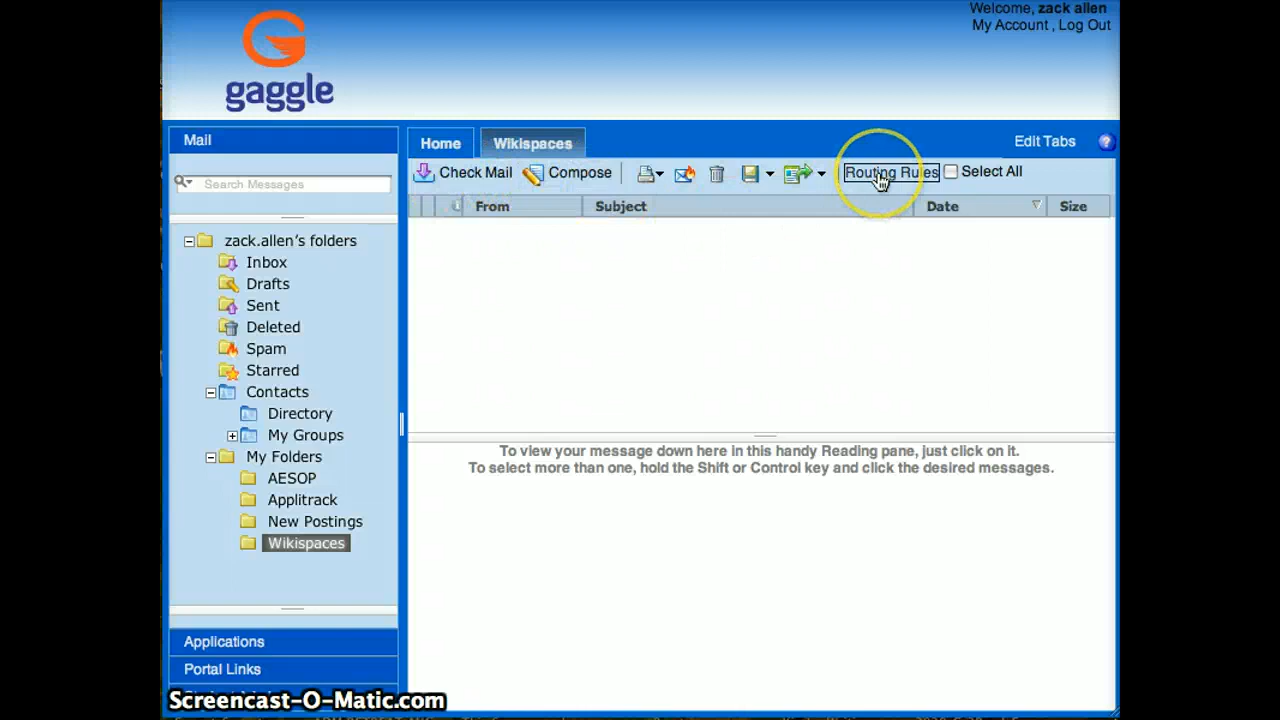 Welcome, zack allen
My Account , Log Out
gaggle
Mail
Home
Wikispaces
Edit Tabs
?
Check Mail
Compose
Routing Rules
Select All
Search Messages
From
Subject
Date
Size
zack.allen's folders
Inbox
Drafts
Sent
Deleted
Spam
Starred
Contacts
Directory
My Groups
My Folders
AESOP
Applitrack
New Postings
Wikispaces
To view your message down here in this handy Reading pane, just click on it.
To select more than one, hold the Shift or Control key and click the desired messages.
Applications
Portal Links
Screencast-O-Matic.com